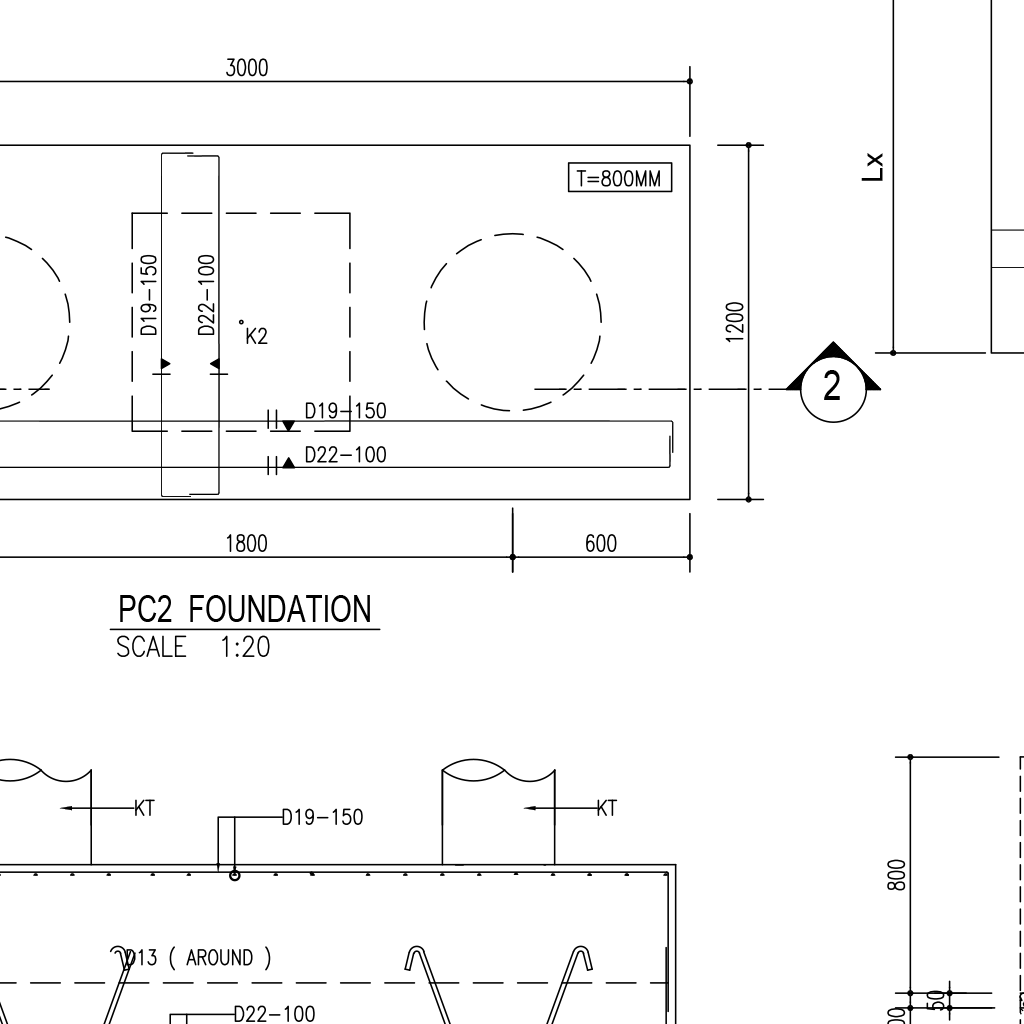 3000
Lx
T=800MM
D19-150
D22-100
K2
1200
2
D19-150
D22-100
1800
600
PC2 FOUNDATION
SCALE 1:20
KT
D19-150
KT
800
D13 ( AROUND )
50
D22-100